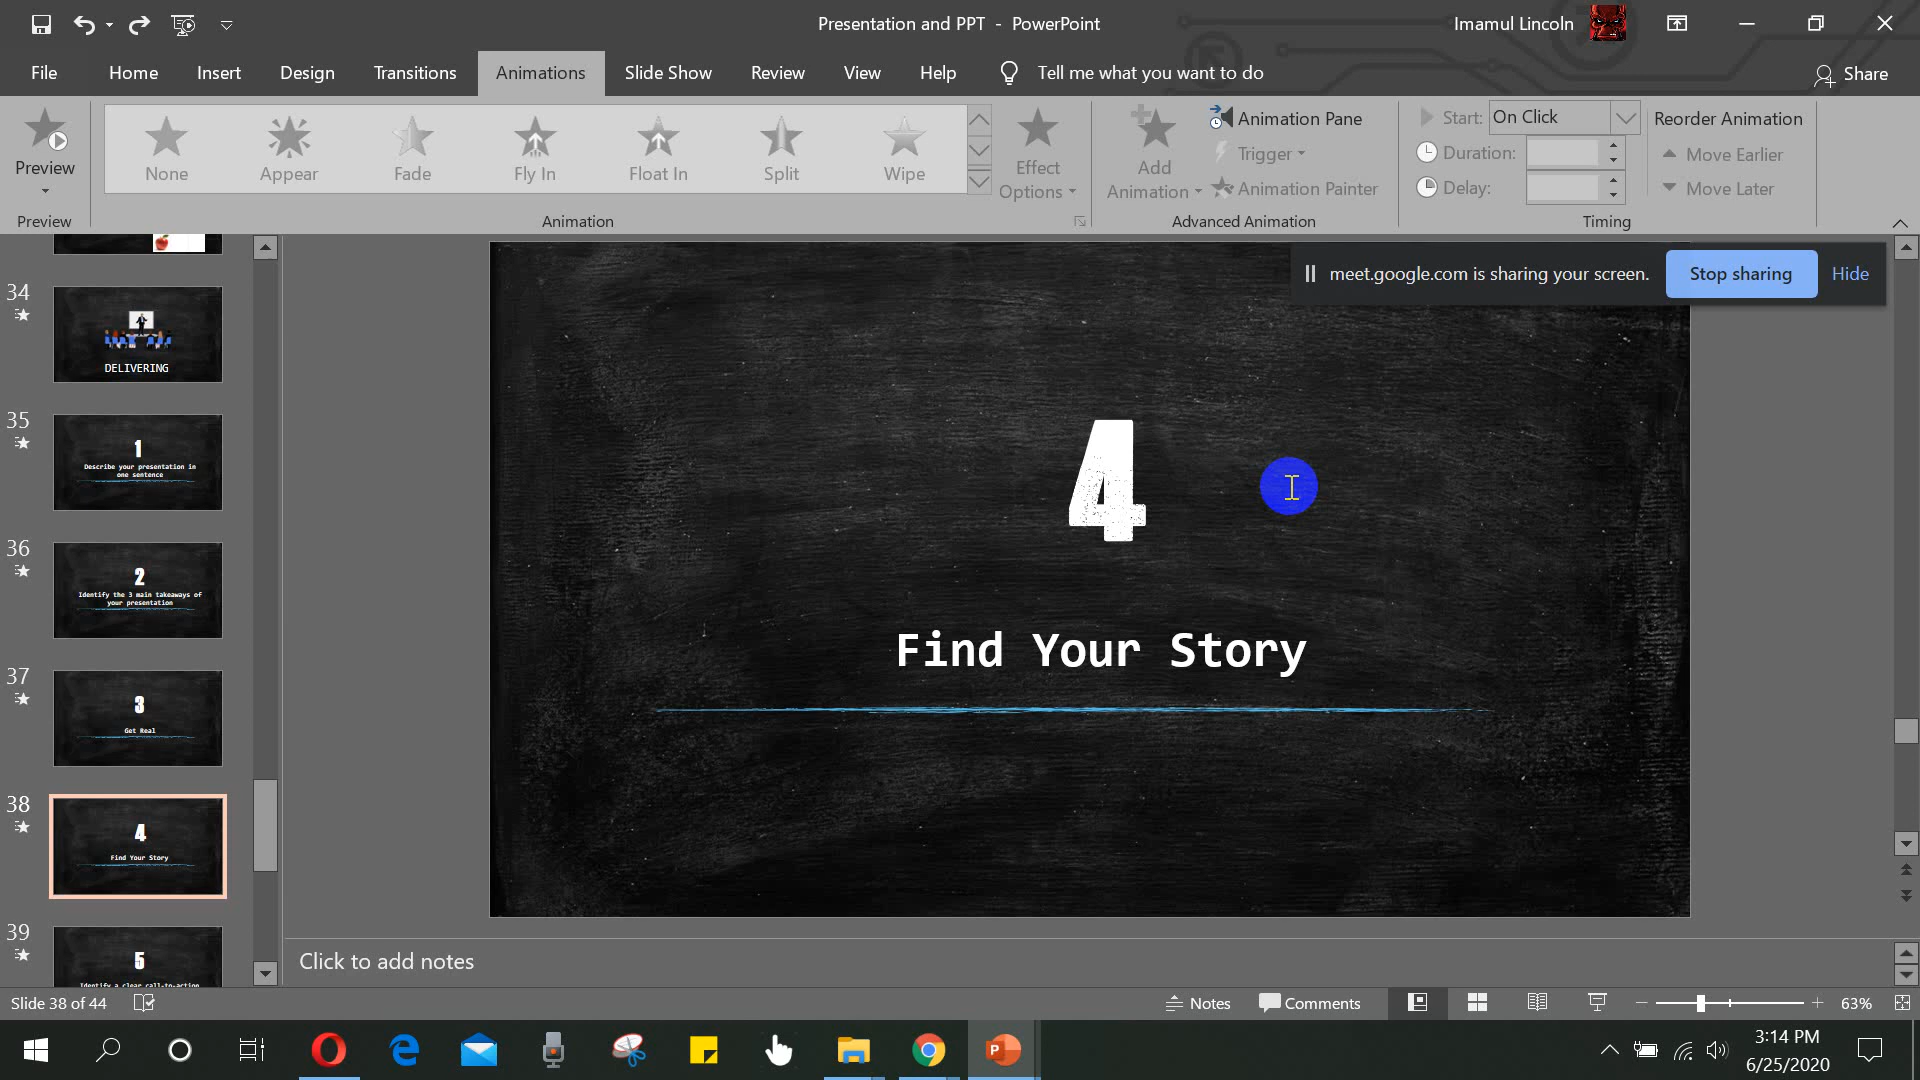 Presentation and PPT - PowerPoint
Imamul Lincoln
File Home Insert Design Transitions Animations Slide Show Review View Help Tell me what you want to do
Share
Preview
None Appear Fade Fly In Float In Split Wipe
Effect Options
Add Animation
Animation Pane
Trigger
Animation Painter
Start: On Click
Duration:
Delay:
Reorder Animation
Move Earlier
Move Later
Preview Animation Advanced Animation Timing
meet.google.com is sharing your screen. Stop sharing Hide
34
DELIVERING
35
1
Describe your presentation in
one sentence
36
2
Identify the 3 main takeaways of
your presentation
37
3
Get Real
38
4
Find Your Story
39
5
Identify a clear call-to-action
4
Find Your Story
Click to add notes
Slide 38 of 44
Notes Comments 63%
3:14 PM
6/25/2020